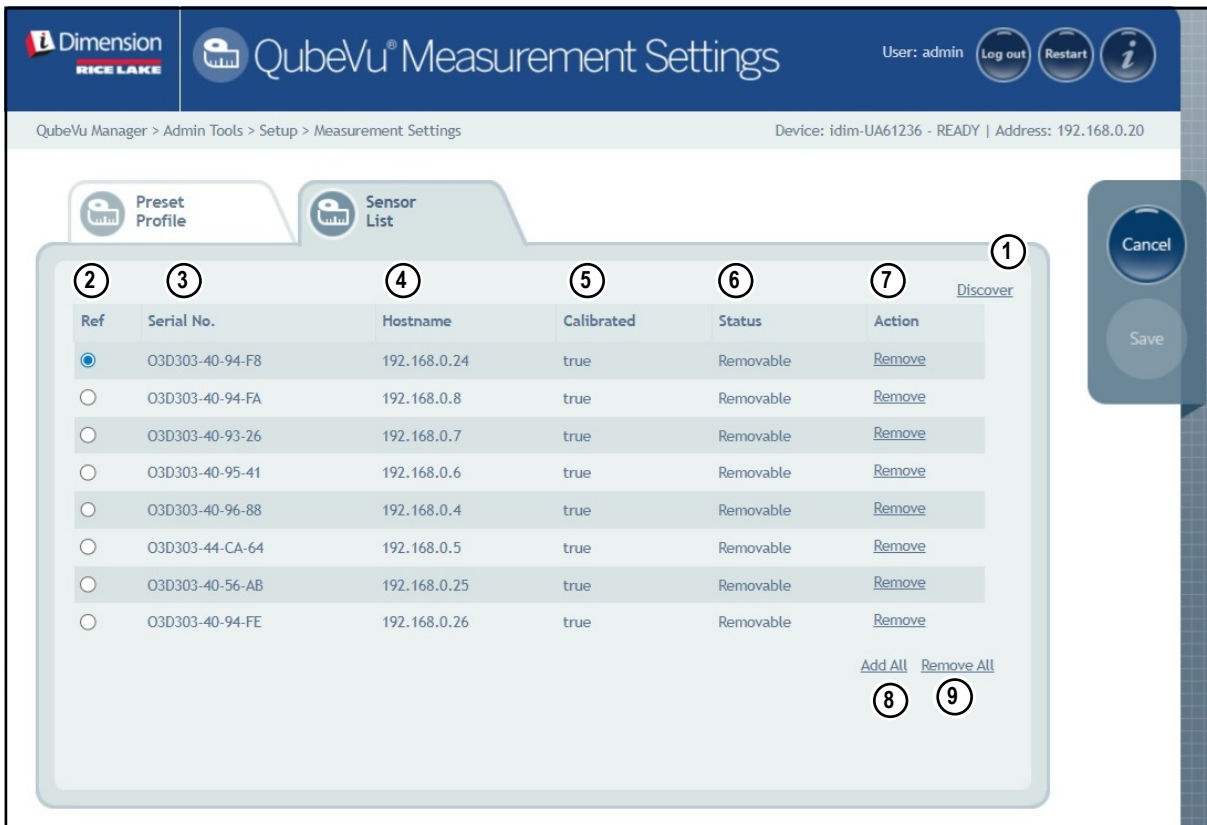 iDimension
RICE LAKE
QubeVu® Measurement Settings
User: admin
Log out
Restart
i
QubeVu Manager > Admin Tools > Setup > Measurement Settings
Device: idim-UA61236 - READY | Address: 192.168.0.20
Preset
Profile
Sensor
List
Cancel
Save
1
2 3 4 5 6 7
Discover
Ref Serial No. Hostname Calibrated Status Action
O3D303-40-94-F8 192.168.0.24 true Removable Remove
O3D303-40-94-FA 192.168.0.8 true Removable Remove
O3D303-40-93-26 192.168.0.7 true Removable Remove
O3D303-40-95-41 192.168.0.6 true Removable Remove
O3D303-40-96-88 192.168.0.4 true Removable Remove
O3D303-44-CA-64 192.168.0.5 true Removable Remove
O3D303-40-56-AB 192.168.0.25 true Removable Remove
O3D303-40-94-FE 192.168.0.26 true Removable Remove
Add All Remove All
8 9